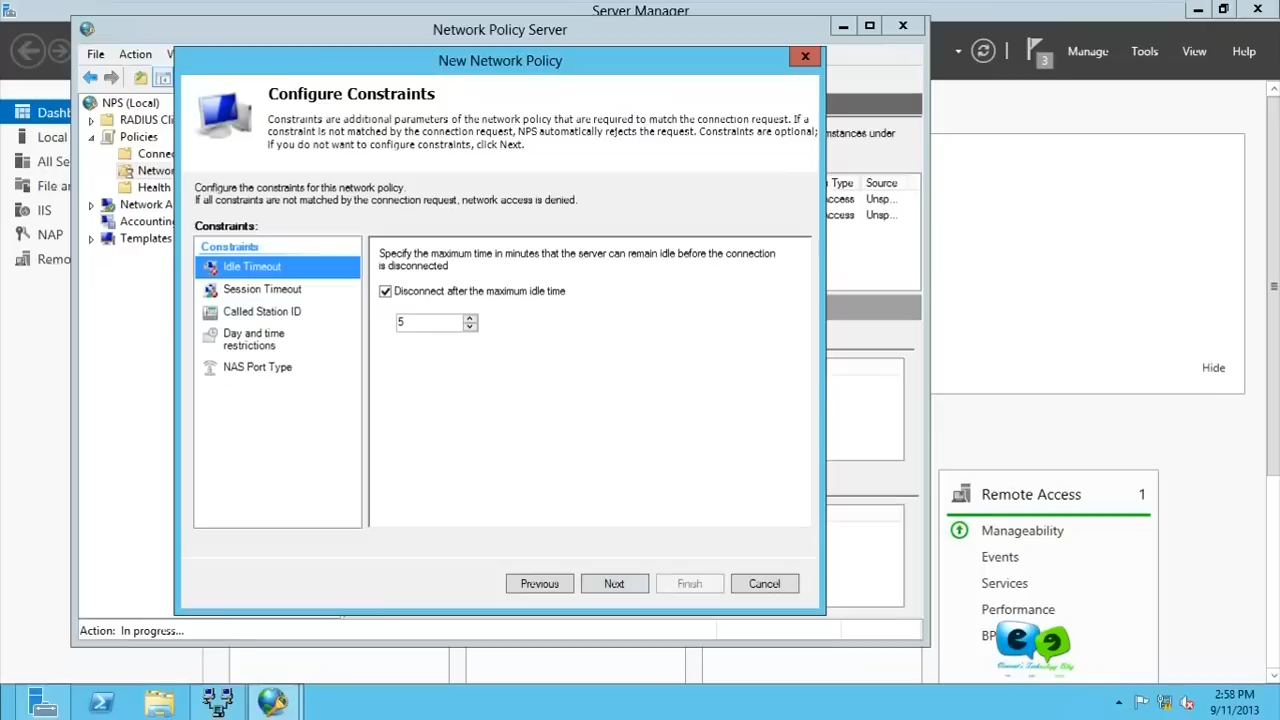 Server Manager
Network Policy Server
File Action
New Network Policy
Manage Tools View Help
3
NPS (Local)
RADIUS Cli
Policies
Connec
Networ
Health
Network A
Accounting
Templates
Dashb
Local
All Se
File ar
IIS
NAP
Remo
Configure Constraints
Constraints are additional parameters of the network policy that are required to match the connection request. If a
constraint is not matched by the connection request, NPS automatically rejects the request. Constraints are optional;
if you do not want to configure constraints, click Next.
Configure the constraints for this network policy.
If all constraints are not matched by the connection request, network access is denied.
Constraints:
Constraints
Idle Timeout
Session Timeout
Called Station ID
Day and time
restrictions
NAS Port Type
Specify the maximum time in minutes that the server can remain idle before the connection
is disconnected
Disconnect after the maximum idle time
5
Previous Next Finish Cancel
mstances under
Type Source
ccess Unsp...
ccess Unsp...
Hide
Remote Access 1
Manageability
Events
Services
Performance
BP
Action: In progress...
2:58 PM
9/11/2013